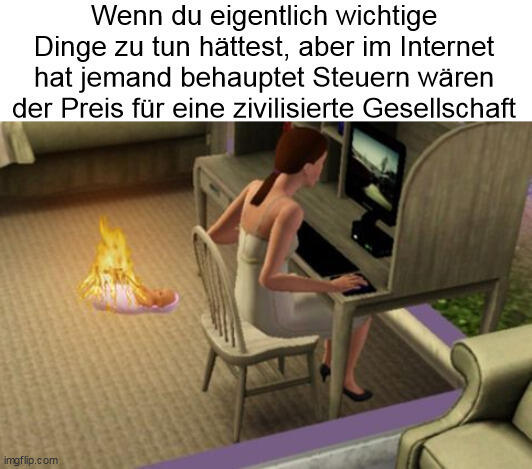 Wenn du eigentlich wichtige
Dinge zu tun hättest, aber im Internet
hat jemand behauptet Steuern wären
der Preis für eine zivilisierte Gesellschaft
imgflip.com